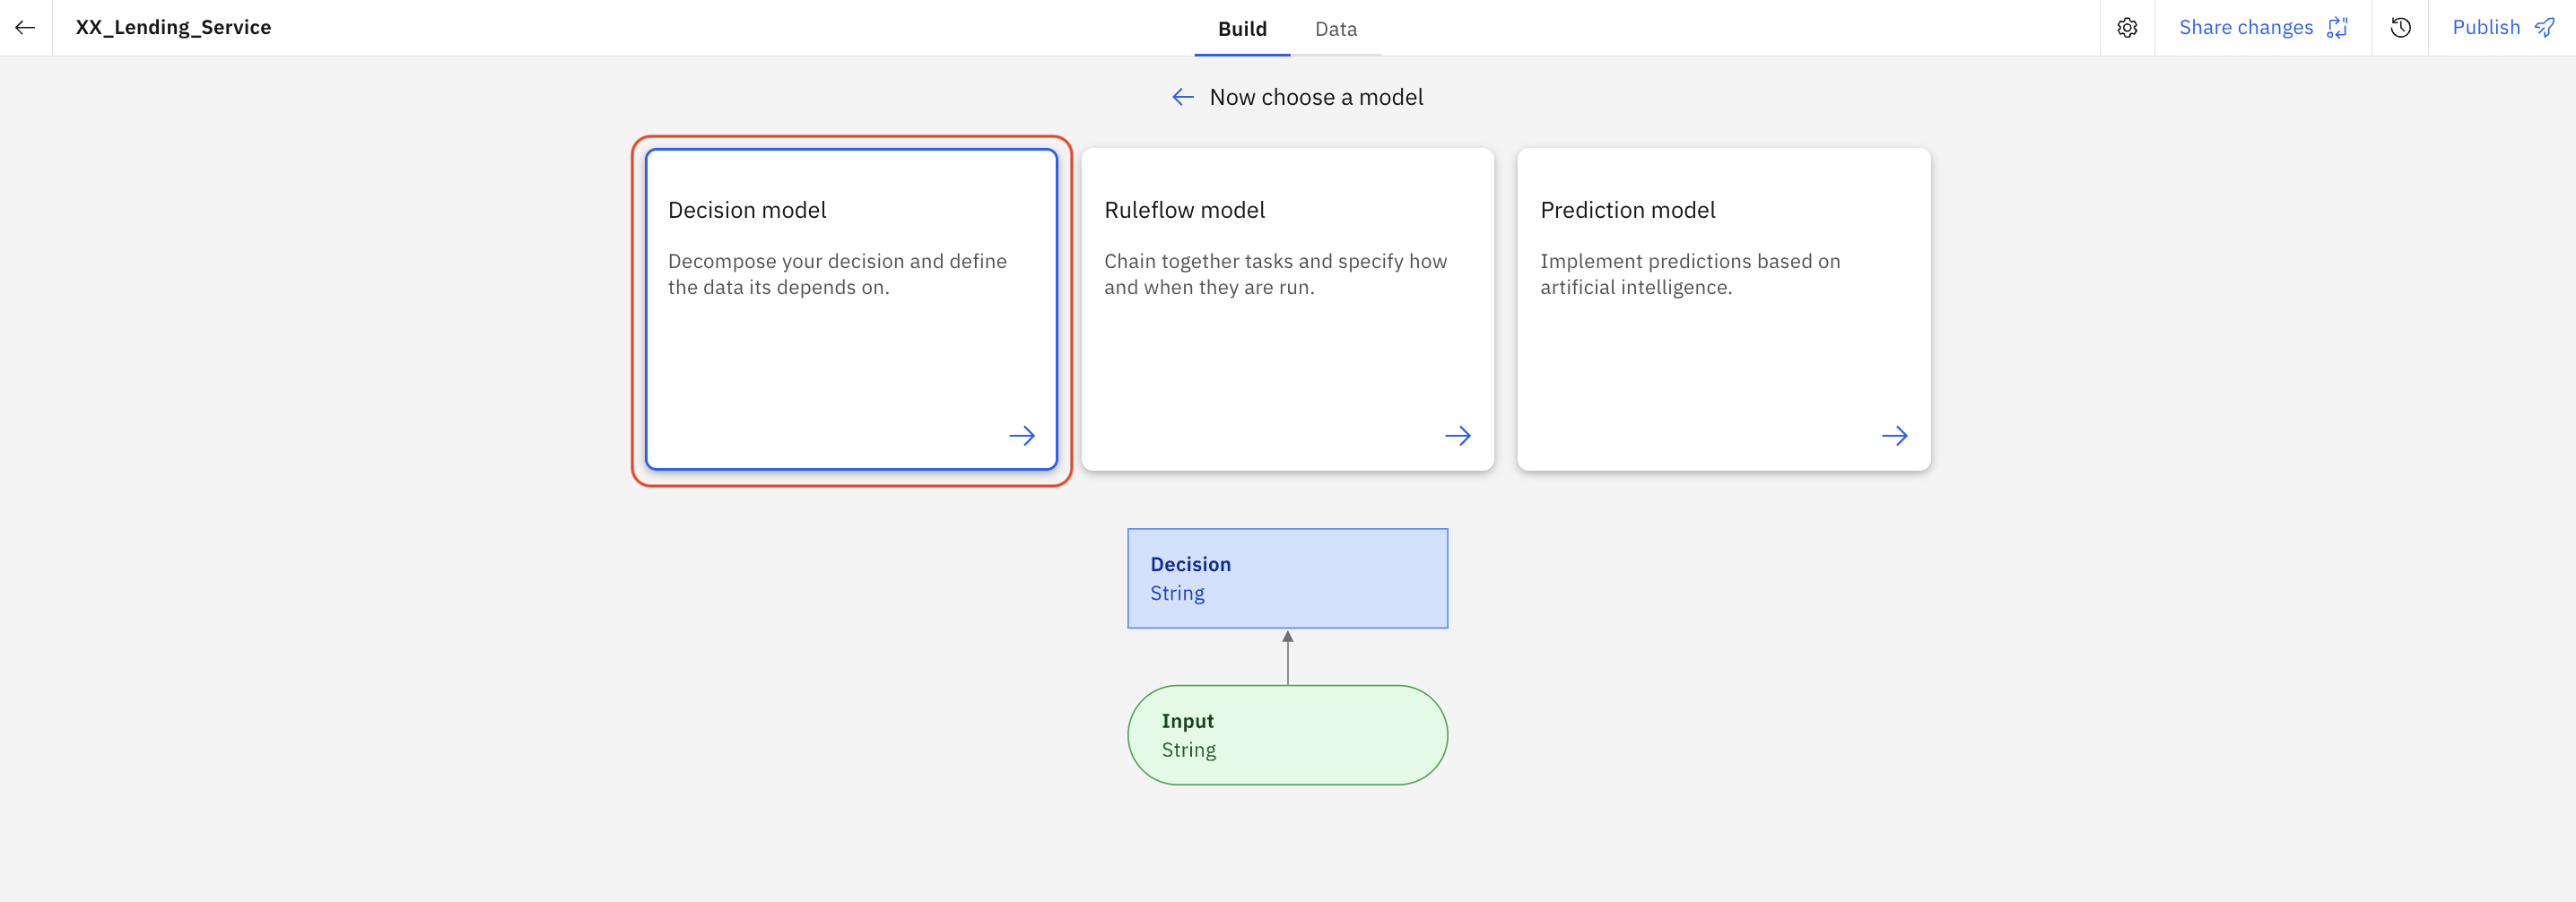 XX_Lending_Service
Build
Data
Share changes
Publish
Now choose a model
Decision model
Decompose your decision and define
the data its depends on.
Ruleflow model
Chain together tasks and specify how
and when they are run.
Prediction model
Implement predictions based on
artificial intelligence.
Decision
String
Input
String